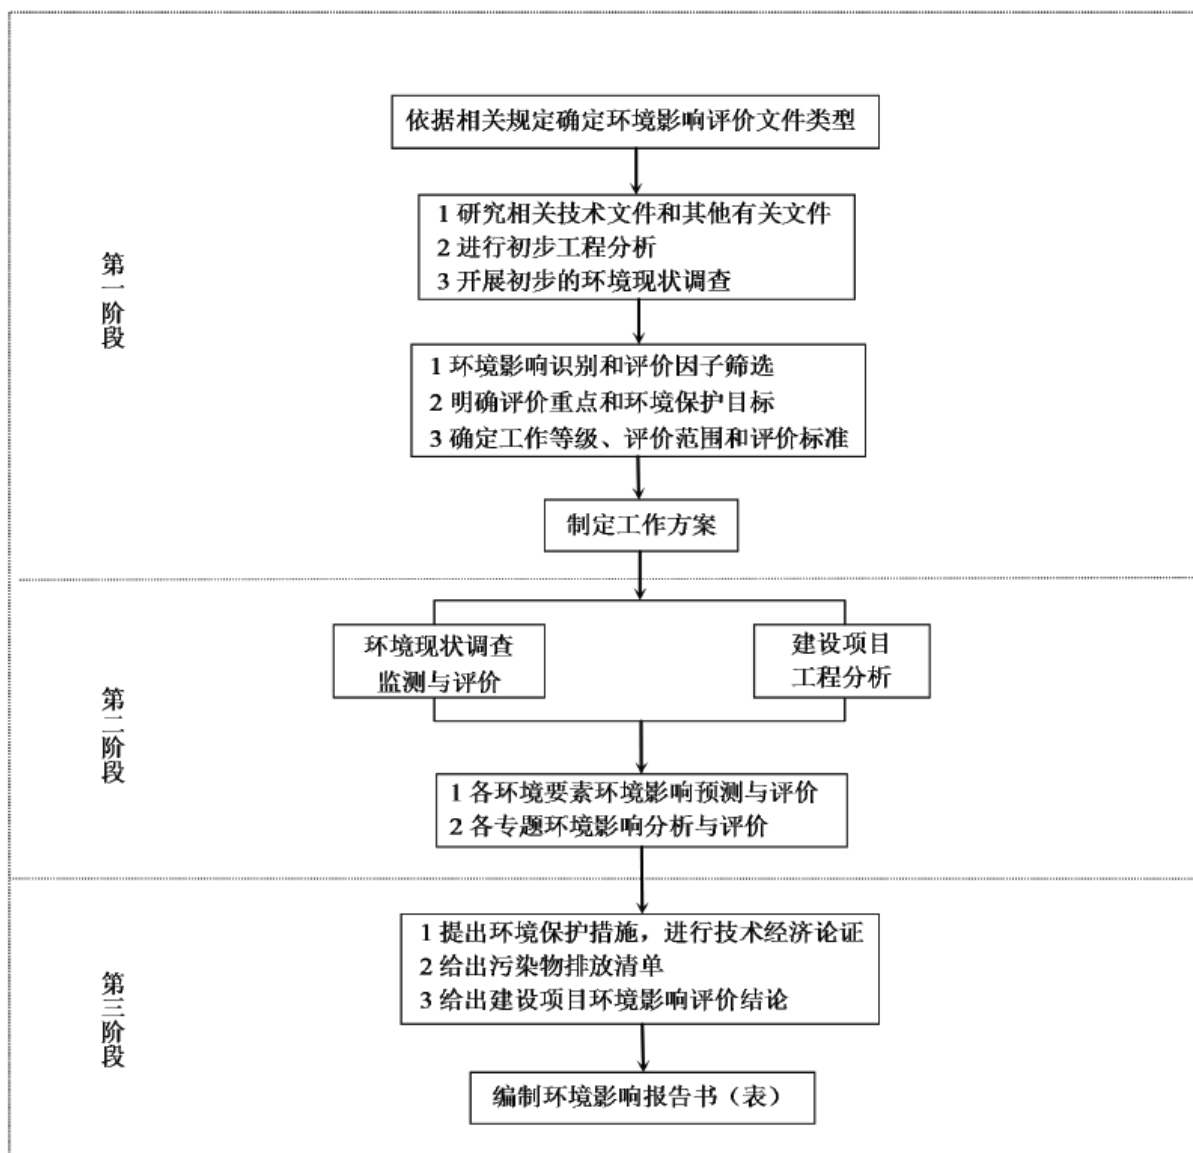 依据相关规定确定环境影响评价文件类型
1 研究相关技术文件和其他有关文件
2 进行初步工程分析
3 开展初步的环境现状调查
第一阶段
1 环境影响识别和评价因子筛选
2 明确评价重点和环境保护目标
3 确定工作等级、评价范围和评价标准
制定工作方案
环境现状调查
监测与评价
建设项目
工程分析
第二阶段
1 各环境要素环境影响预测与评价
2 各专题环境影响分析与评价
1 提出环境保护措施，进行技术经济论证
2 给出污染物排放清单
3 给出建设项目环境影响评价结论
第三阶段
编制环境影响报告书（表）